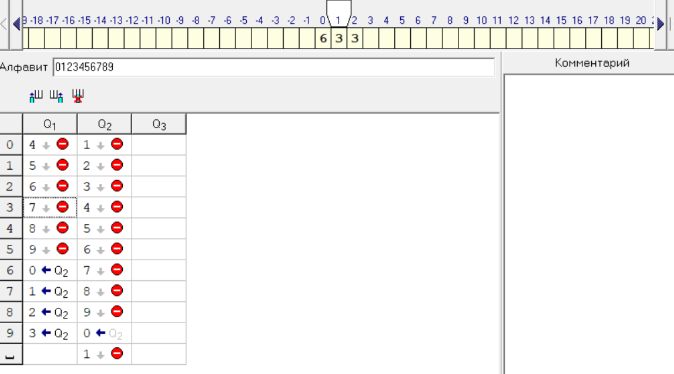 9 -18 -17 -16 -15 -14 -13 -12 -11 -10 -9 -8 -7 -6 -5 -4 -3 -2 -1 0 1 2 3 4 5 6 7 8 9 10 11 12 13 14 15 16 17 18 19 20
6 3 3
Алфавит 0123456789
Комментарий
Q1 Q2 Q3
0 4 ↓ 1 ↓
1 5 ↓ 2 ↓
2 6 ↓ 3 ↓
3 7 ↓ 4 ↓
4 8 ↓ 5 ↓
5 9 ↓ 6 ↓
6 0 ← Q2 7 ↓
7 1 ← Q2 8 ↓
8 2 ← Q2 9 ↓
9 3 ← Q2 0 ← Q2
1 ↓